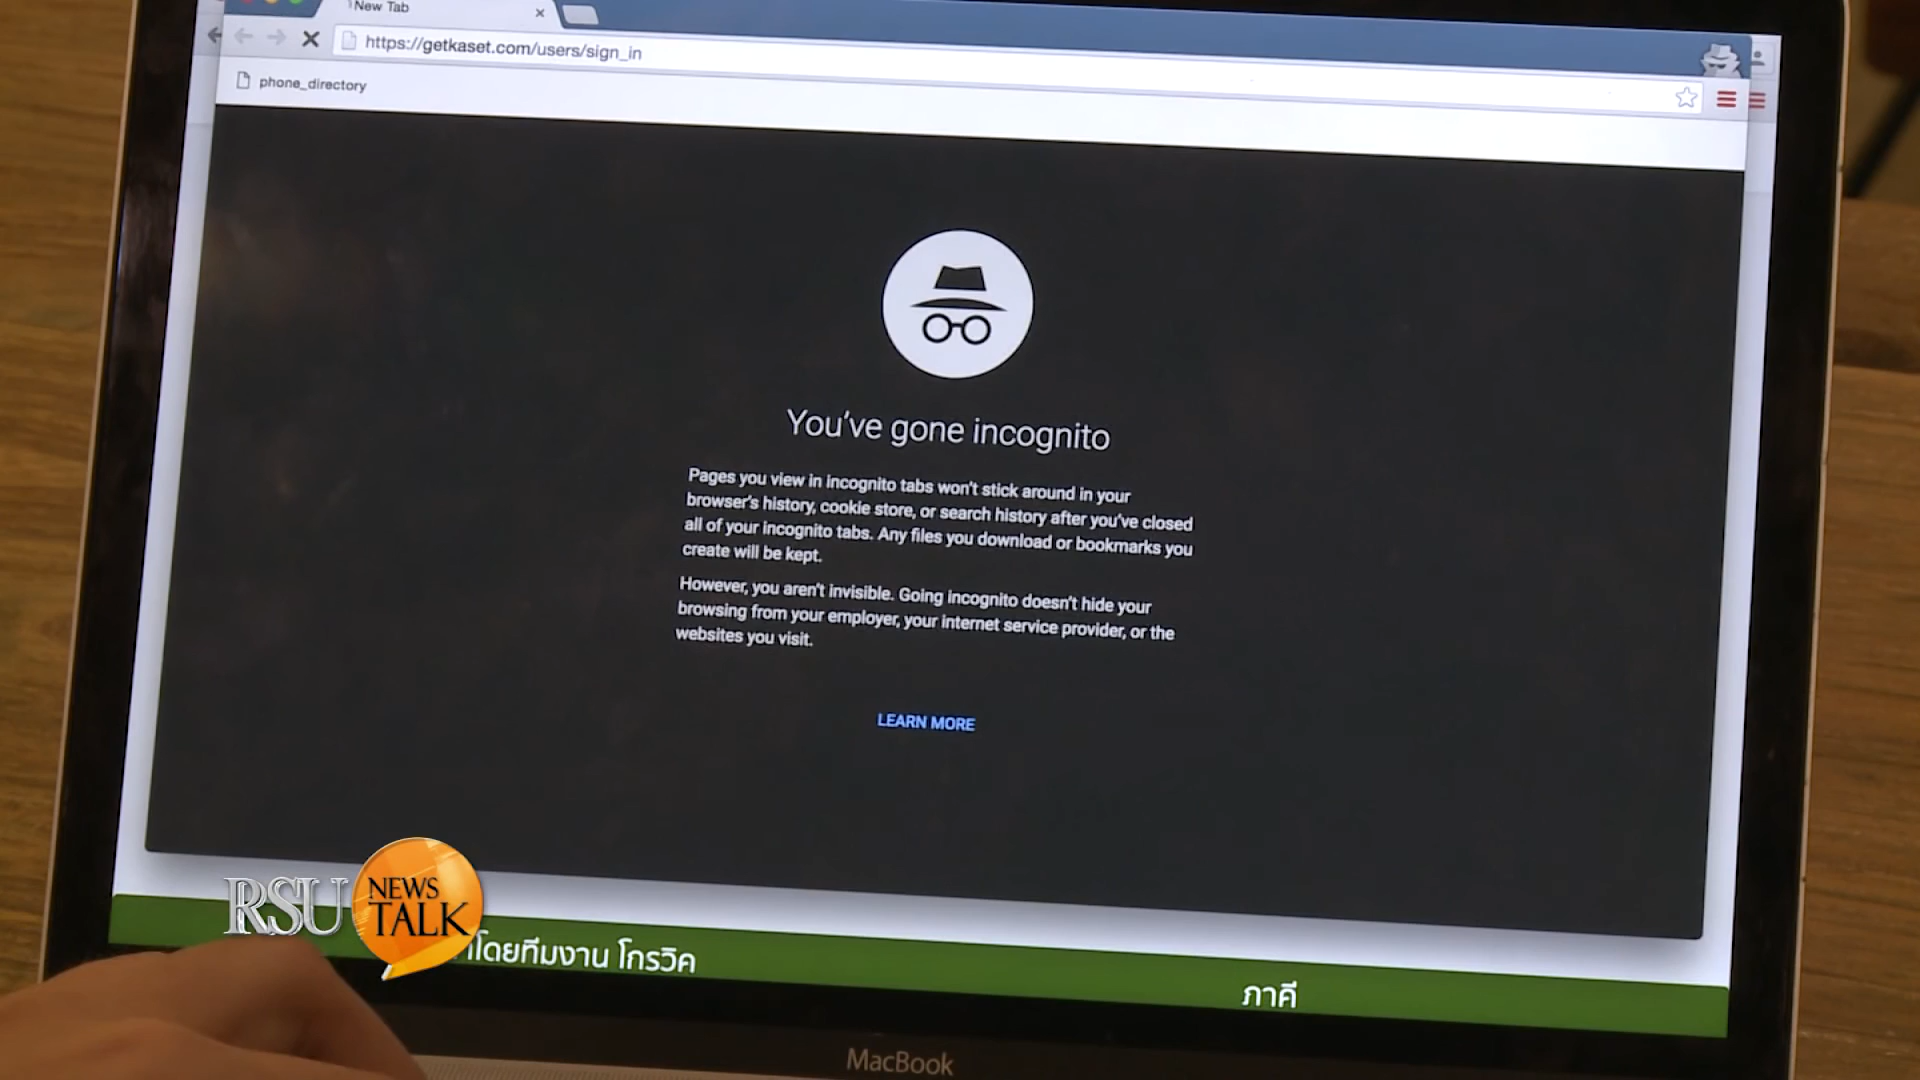 New Tab
https://getkaset.com/users/sign_in
phone_directory
You've gone incognito
Pages you view in incognito tabs won't stick around in your
browser's history, cookie store, or search history after you've closed
all of your incognito tabs. Any files you download or bookmarks you
create will be kept.
However, you aren't invisible. Going incognito doesn't hide your
browsing from your employer, your internet service provider, or the
websites you visit.
LEARN MORE
RSU NEWS
TALK
โดยทีมงาน โกรวิค
ภาคี
MacBook